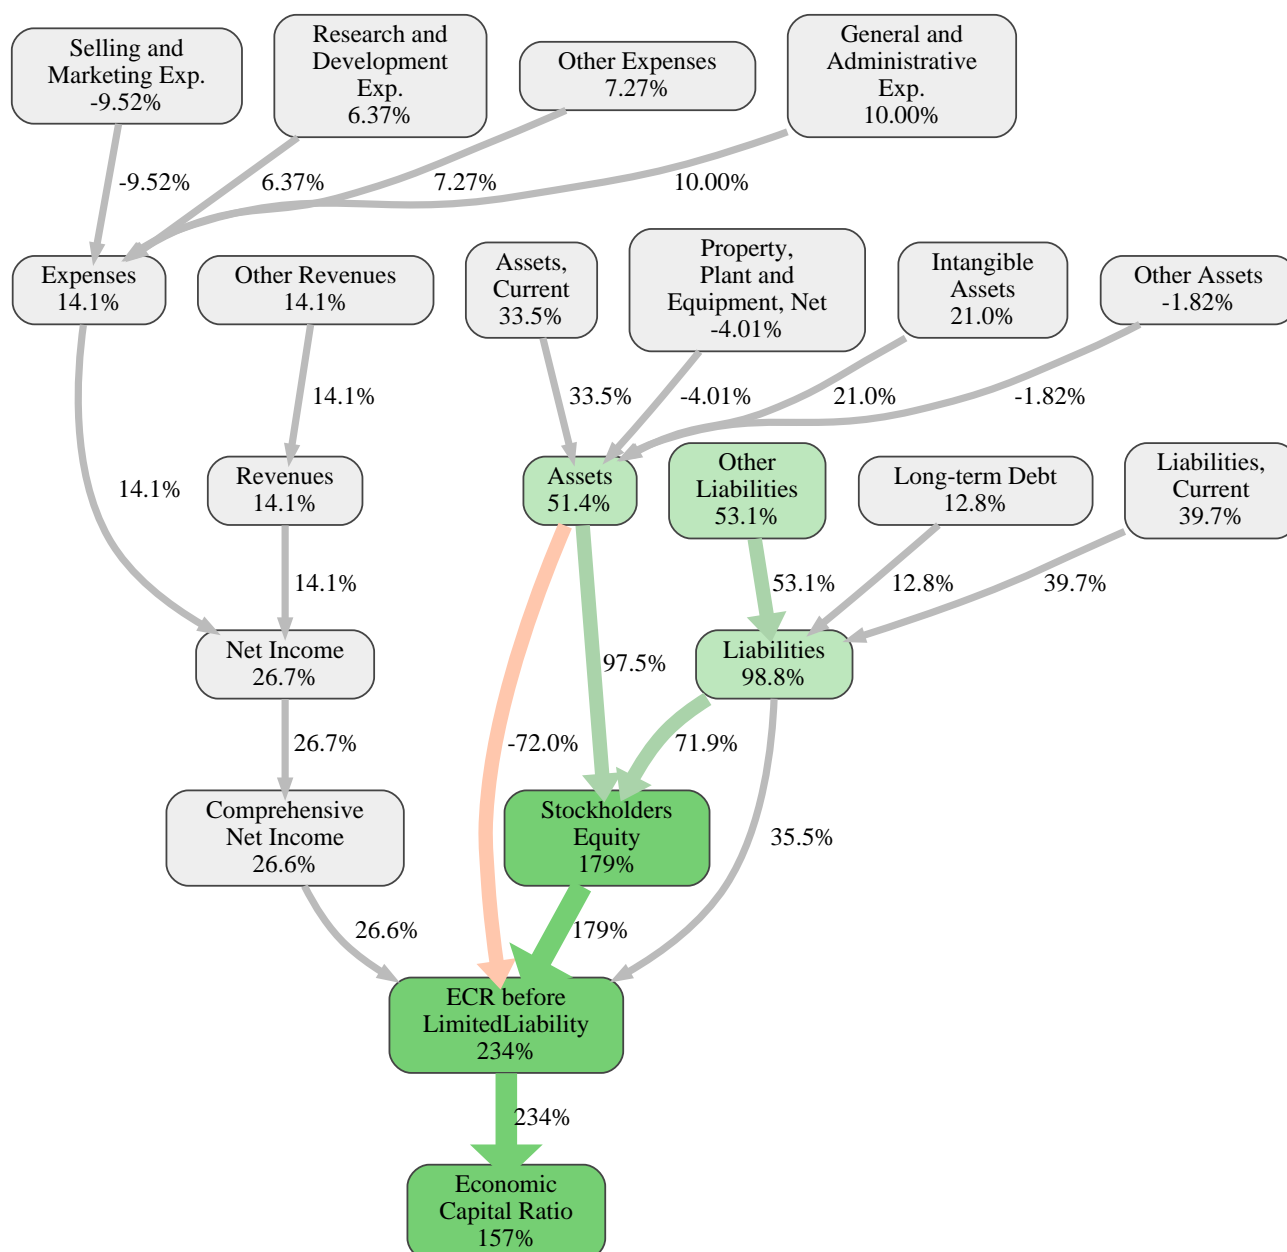 Selling and
Marketing Exp.
-9.52%
Research and
Development
Exp.
6.37%
Other Expenses
7.27%
General and
Administrative
Exp.
10.00%
-9.52%
6.37%
7.27%
10.00%
Expenses
14.1%
Other Revenues
14.1%
Assets,
Current
33.5%
Property,
Plant and
Equipment, Net
-4.01%
Intangible
Assets
21.0%
Other Assets
-1.82%
14.1%
33.5%
-4.01%
21.0%
-1.82%
14.1%
Revenues
14.1%
Assets
51.4%
Other
Liabilities
53.1%
Long-term Debt
12.8%
Liabilities,
Current
39.7%
14.1%
53.1%
12.8%
39.7%
Net Income
26.7%
97.5%
Liabilities
98.8%
26.7%
-72.0%
71.9%
Comprehensive
Net Income
26.6%
Stockholders
Equity
179%
35.5%
26.6%
179%
ECR before
LimitedLiability
234%
234%
Economic
Capital Ratio
157%